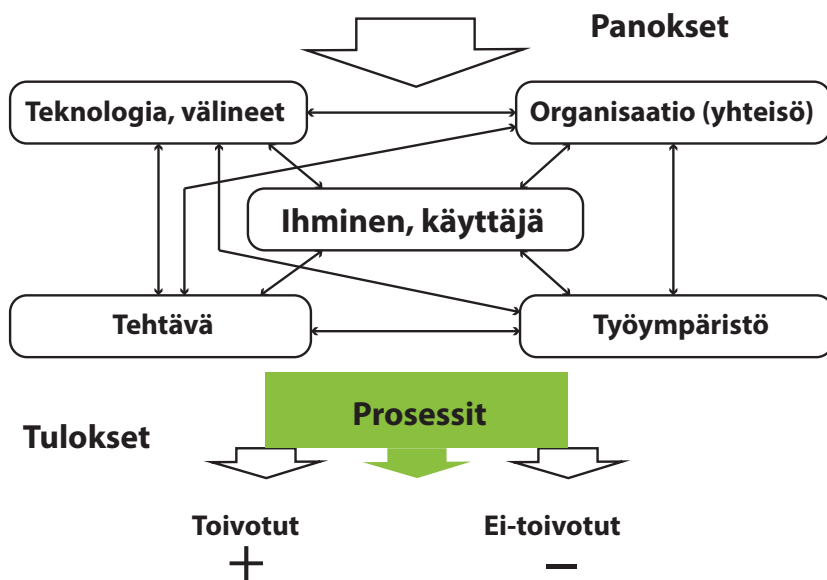 Panokset
Teknologia, välineet
Organisaatio (yhteisö)
Ihminen, käyttäjä
Tehtävä
Työympäristö
Prosessit
Tulokset
Toivotut
Ei-toivotut
+
–